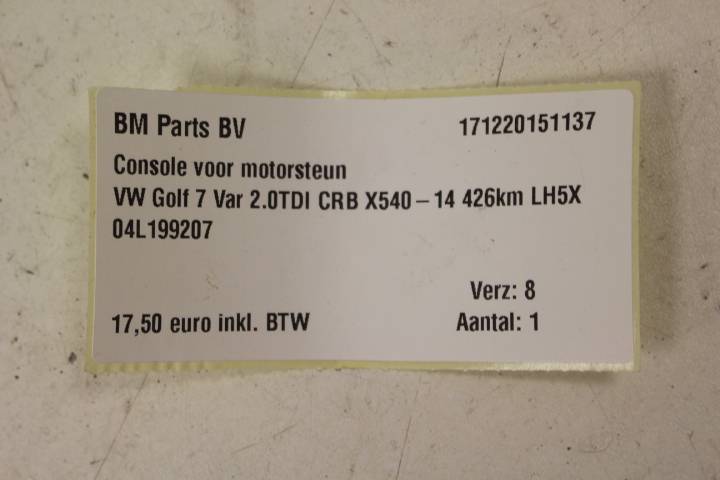 BM Parts BV 171220151137
Console voor motorsteun
VW Golf 7 Var 2.0TDI CRB X540 – 14 426km LH5X
04L199207
Verz: 8
17,50 euro inkl. BTW Aantal: 1